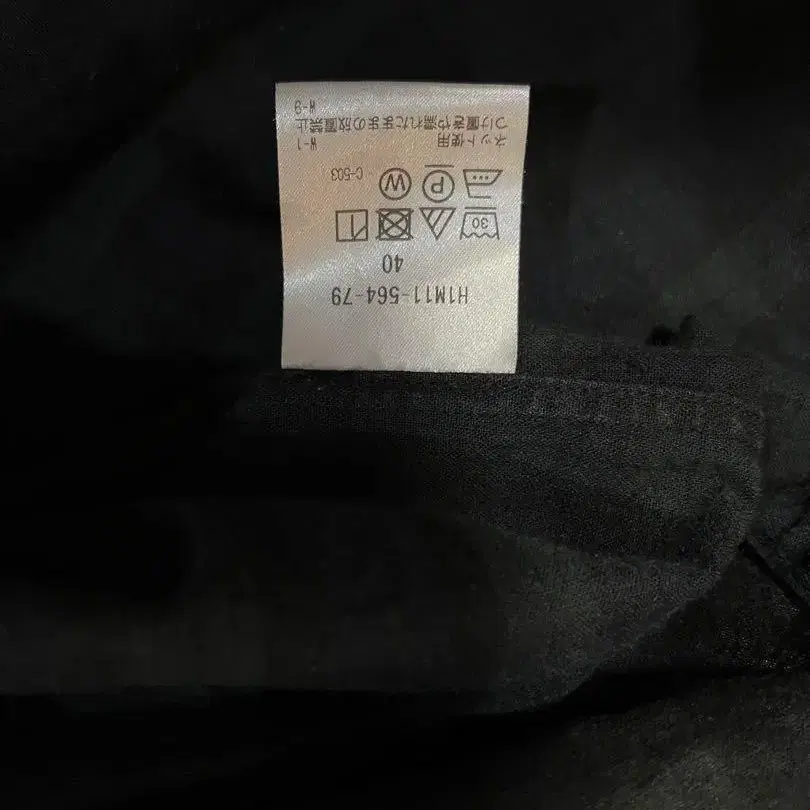 H1M11-564-79
40
30
P W C-503
ネット使用 W-1
つけ置きや濡れたままの放置禁止
W-9